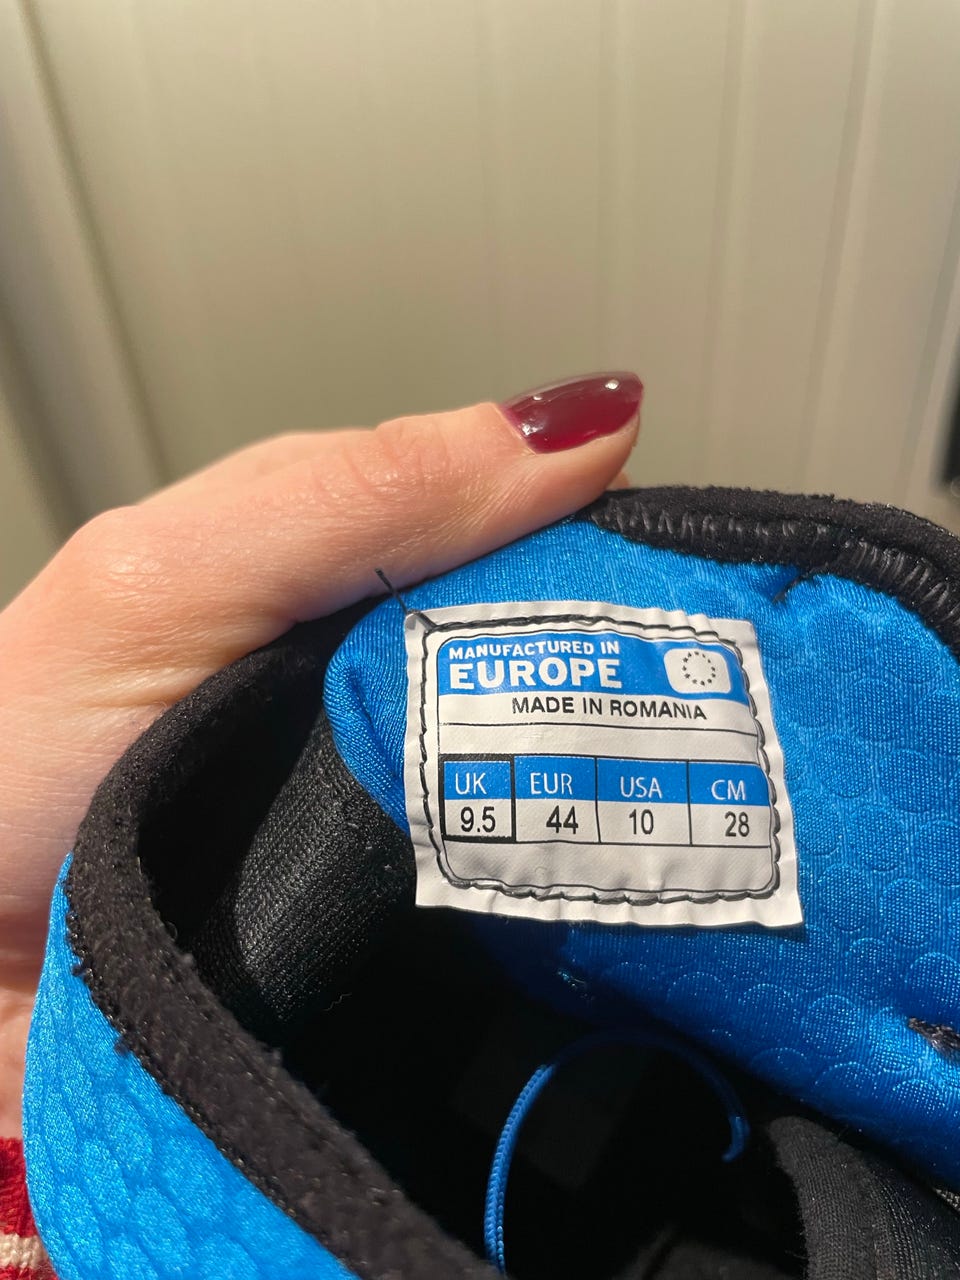 MANUFACTURED IN
EUROPE
MADE IN ROMANIA
UK EUR USA CM
9.5 44 10 28